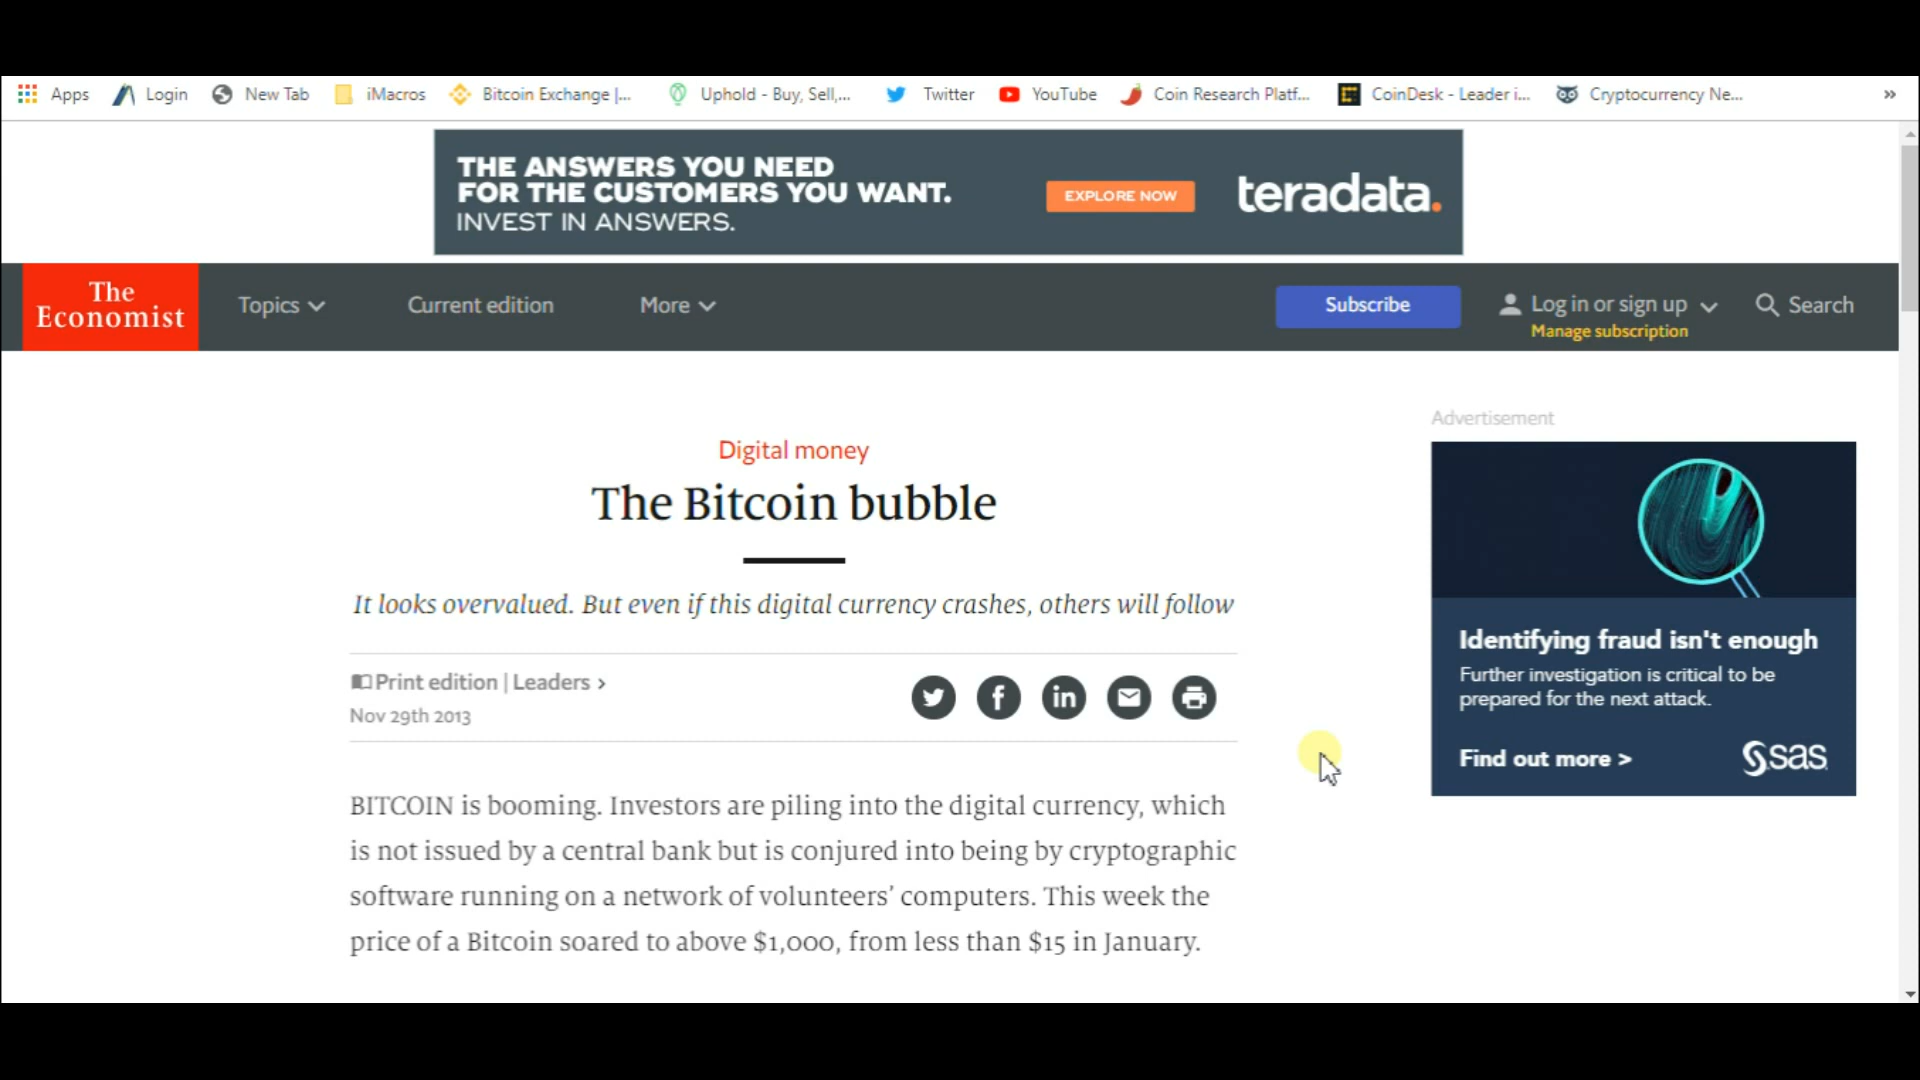 Apps Login New Tab iMacros Bitcoin Exchange |... Uphold - Buy, Sell,... Twitter YouTube Coin Research Platf... CoinDesk - Leader i... Cryptocurrency Ne... »
THE ANSWERS YOU NEED
FOR THE CUSTOMERS YOU WANT.
INVEST IN ANSWERS.
EXPLORE NOW
teradata.
The
Economist
Topics Current edition More Subscribe Log in or sign up Search
Manage subscription
Advertisement
Digital money
The Bitcoin bubble
It looks overvalued. But even if this digital currency crashes, others will follow
Print edition | Leaders ›
Nov 29th 2013
BITCOIN is booming. Investors are piling into the digital currency, which
is not issued by a central bank but is conjured into being by cryptographic
software running on a network of volunteers’ computers. This week the
price of a Bitcoin soared to above $1,000, from less than $15 in January.
Identifying fraud isn't enough
Further investigation is critical to be
prepared for the next attack.
Find out more >
sas